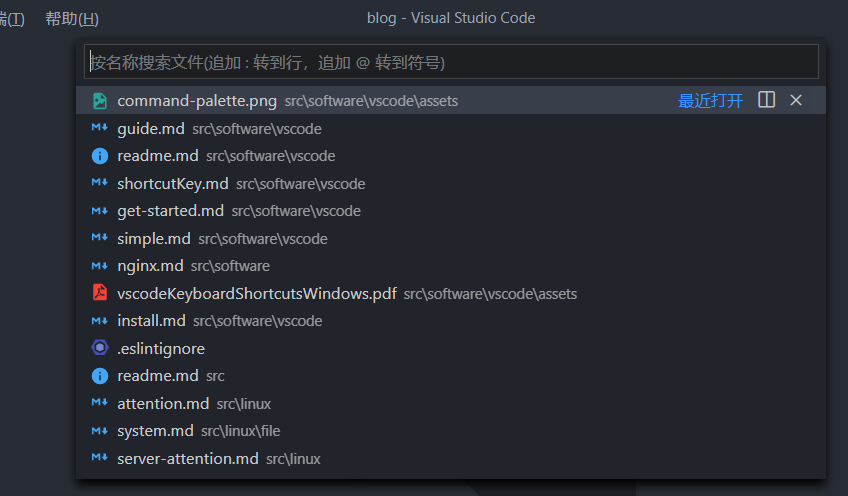 端(T) 帮助(H) blog - Visual Studio Code
按名称搜索文件(追加 : 转到行，追加 @ 转到符号)
command-palette.png src\software\vscode\assets 最近打开
guide.md src\software\vscode
readme.md src\software\vscode
shortcutKey.md src\software\vscode
get-started.md src\software\vscode
simple.md src\software\vscode
nginx.md src\software
vscodeKeyboardShortcutsWindows.pdf src\software\vscode\assets
install.md src\software\vscode
.eslintignore
readme.md src
attention.md src\linux
system.md src\linux\file
server-attention.md src\linux